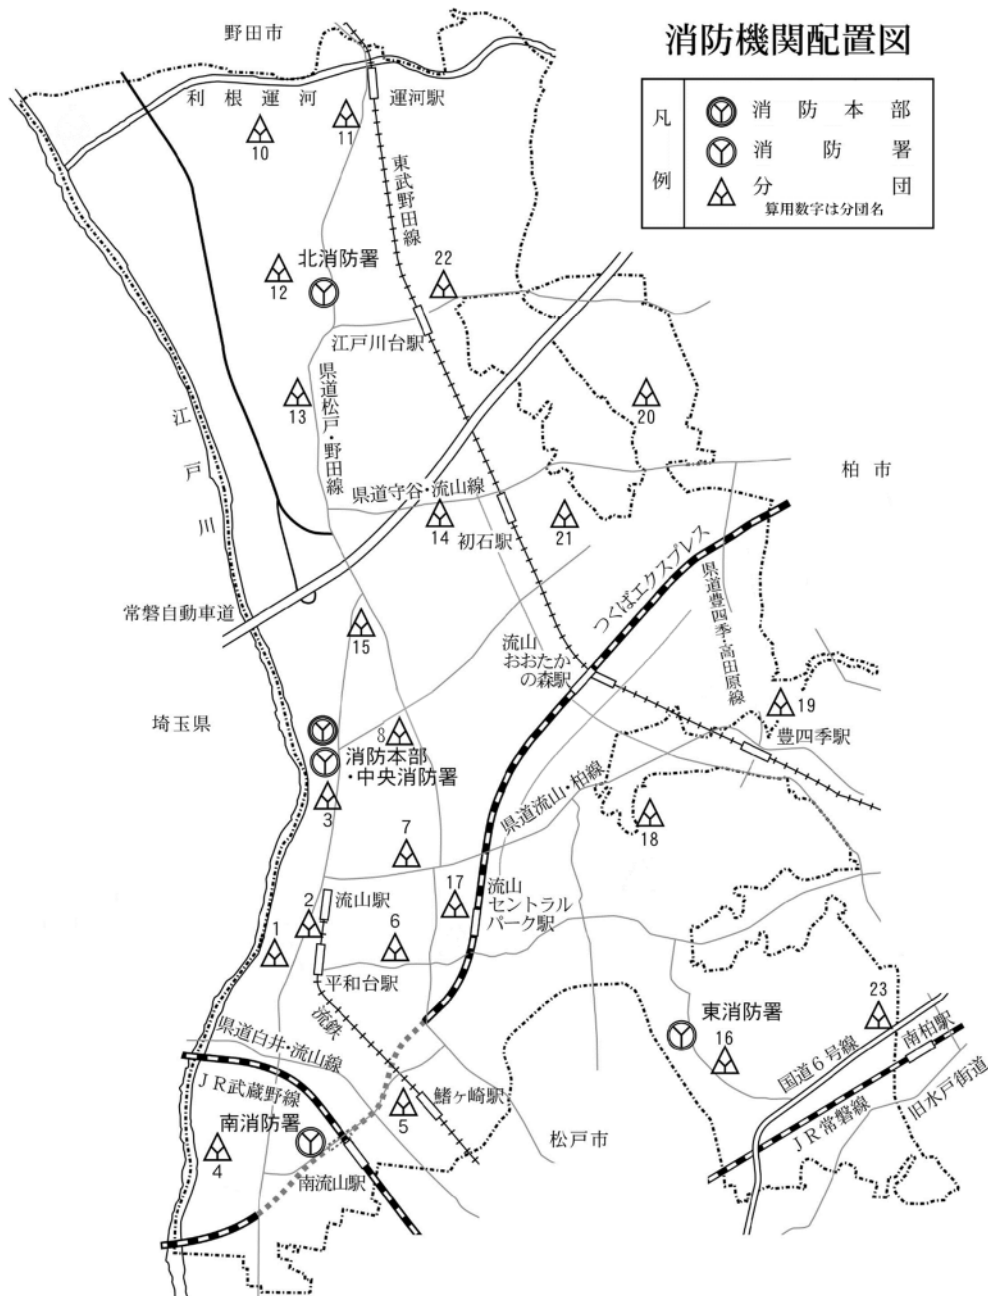 消防機関配置図
凡例
消防本部
消防署
分団
算用数字は分団名
野田市
利根運河
運河駅
11
10
東武野田線
北消防署
22
12
江戸川台駅
県道松戸・野田線
13
20
江戸川
柏市
県道守谷・流山線
14
初石駅
21
つくばエクスプレス
県道豊四季・高田原線
常磐自動車道
15
流山
おおたか
の森駅
19
埼玉県
8
豊四季駅
消防本部
・中央消防署
3
県道流山・柏線
18
7
流山駅
17
流山
セントラル
パーク駅
2
1
6
平和台駅
流鉄
東消防署
23
16
南柏駅
国道6号線
旧水戸街道
JR常磐線
県道白井・流山線
JR武蔵野線
鰭ヶ崎駅
5
南消防署
松戸市
4
南流山駅